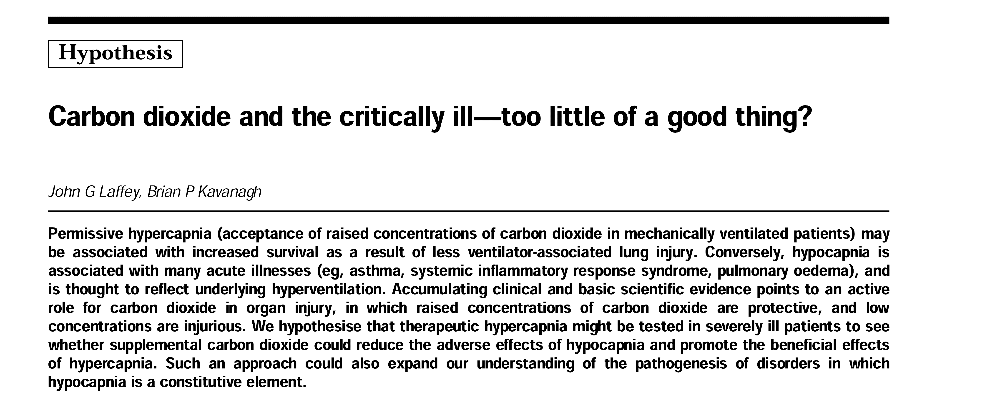 Hypothesis
Carbon dioxide and the critically ill—too little of a good thing?
John G Laffey, Brian P Kavanagh
Permissive hypercapnia (acceptance of raised concentrations of carbon dioxide in mechanically ventilated patients) may
be associated with increased survival as a result of less ventilator-associated lung injury. Conversely, hypocapnia is
associated with many acute illnesses (eg, asthma, systemic inflammatory response syndrome, pulmonary oedema), and
is thought to reflect underlying hyperventilation. Accumulating clinical and basic scientific evidence points to an active
role for carbon dioxide in organ injury, in which raised concentrations of carbon dioxide are protective, and low
concentrations are injurious. We hypothesise that therapeutic hypercapnia might be tested in severely ill patients to see
whether supplemental carbon dioxide could reduce the adverse effects of hypocapnia and promote the beneficial effects
of hypercapnia. Such an approach could also expand our understanding of the pathogenesis of disorders in which
hypocapnia is a constitutive element.